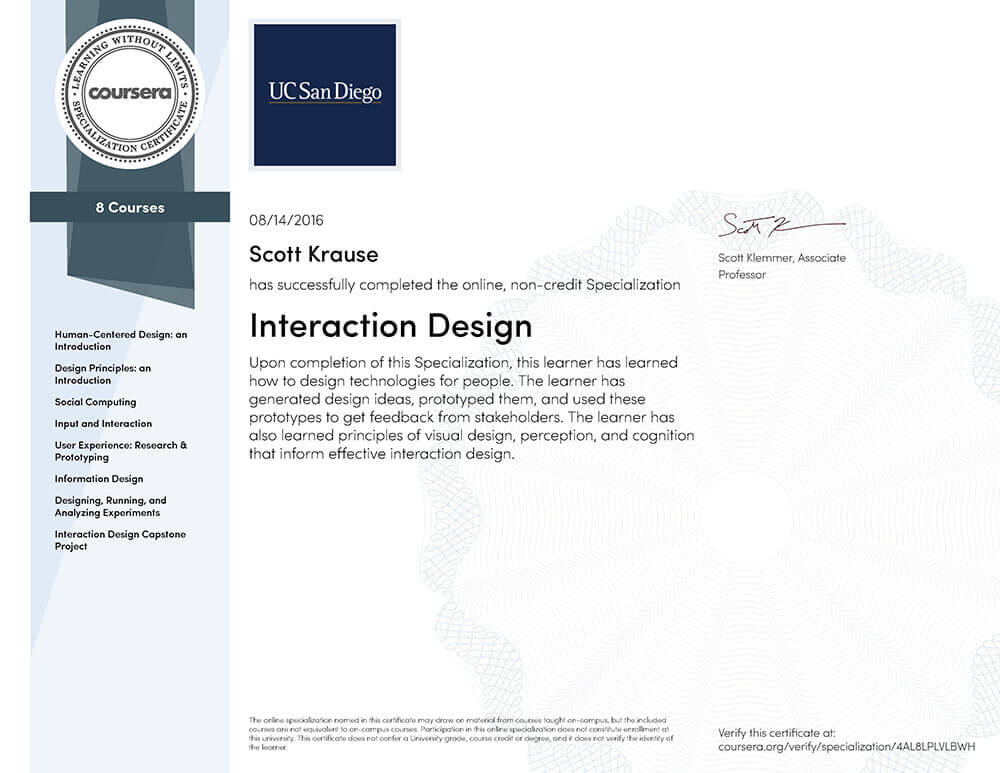 LEARNING WITHOUT LIMITS
coursera
SPECIALIZATION CERTIFICATE
UC San Diego
8 Courses
Human-Centered Design: an
Introduction
Design Principles: an
Introduction
Social Computing
Input and Interaction
User Experience: Research &
Prototyping
Information Design
Designing, Running, and
Analyzing Experiments
Interaction Design Capstone
Project
08/14/2016
Scott Krause
has successfully completed the online, non-credit Specialization
Interaction Design
Upon completion of this Specialization, this learner has learned
how to design technologies for people. The learner has
generated design ideas, prototyped them, and used these
prototypes to get feedback from stakeholders. The learner has
also learned principles of visual design, perception, and cognition
that inform effective interaction design.
Scott K
Scott Klemmer, Associate
Professor
The online specialization named in this certificate may draw on material from courses taught on-campus, but the included
courses are not equivalent to on-campus courses. Participation in this online specialization does not constitute enrollment at
this university. This certificate does not confer a University grade, course credit or degree, and it does not verify the identity of
the learner.
Verify this certificate at:
coursera.org/verify/specialization/4AL8LPLVLBWH